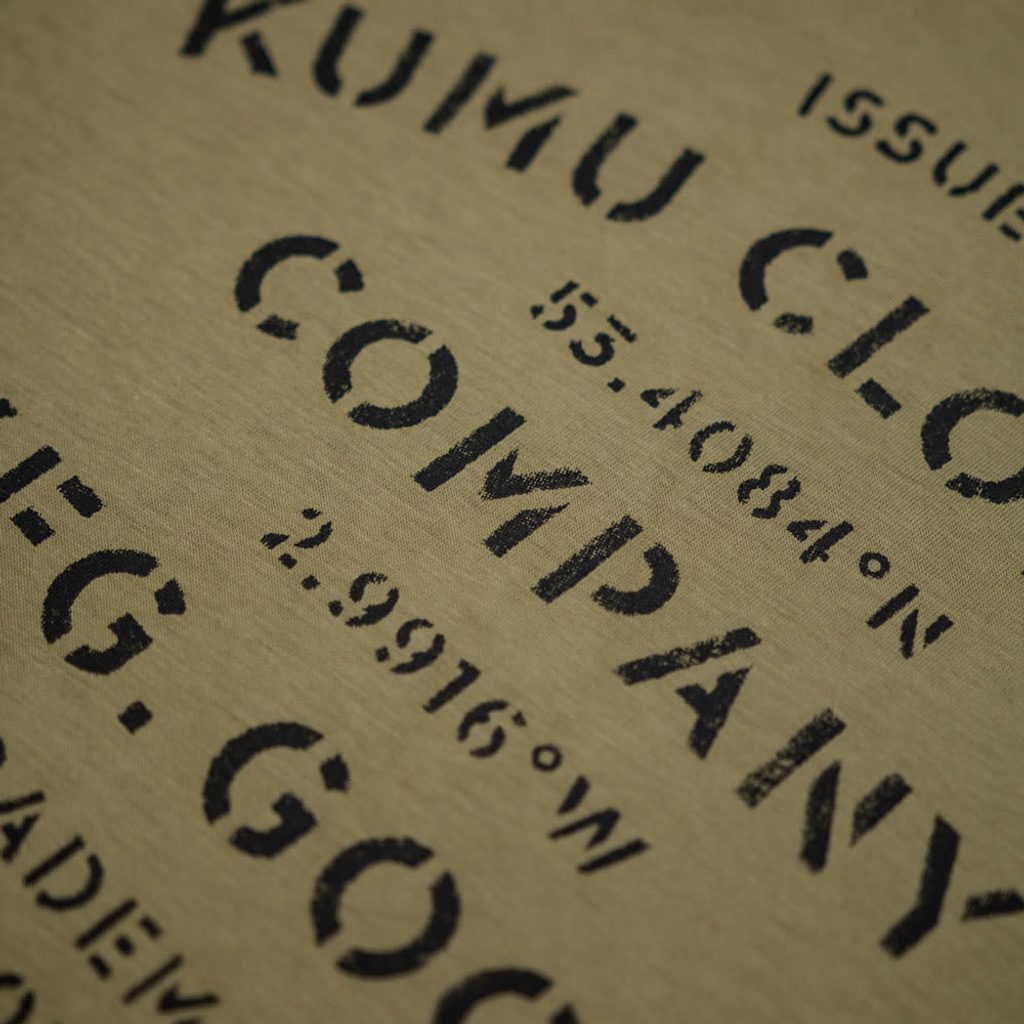 KUMU CLO
ISSUE
COMPANY
55.4084°N
2.9916°W
EG. GOO
ADEM